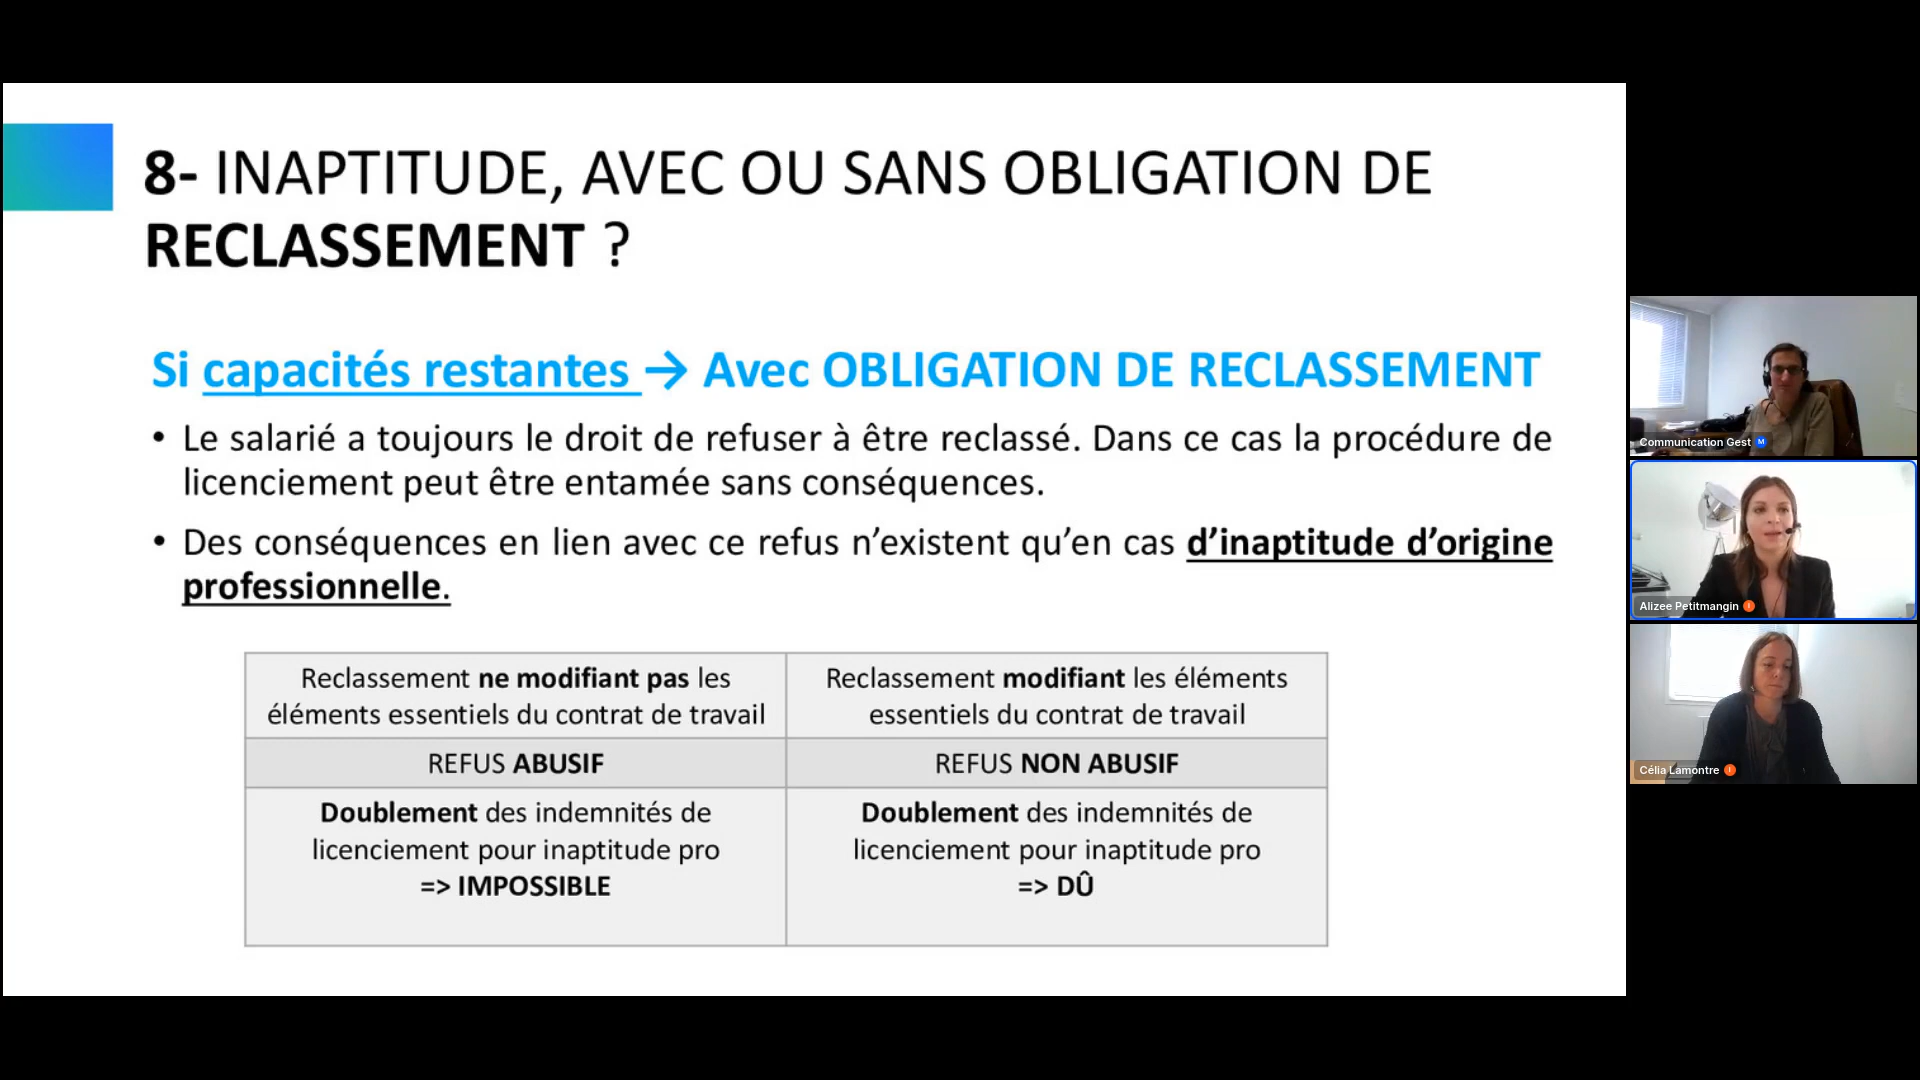 8- INAPTITUDE, AVEC OU SANS OBLIGATION DE
RECLASSEMENT ?
Si capacités restantes → Avec OBLIGATION DE RECLASSEMENT
• Le salarié a toujours le droit de refuser à être reclassé. Dans ce cas la procédure de
licenciement peut être entamée sans conséquences.
• Des conséquences en lien avec ce refus n’existent qu’en cas d’inaptitude d’origine
professionnelle.
Reclassement ne modifiant pas les
éléments essentiels du contrat de travail
Reclassement modifiant les éléments
essentiels du contrat de travail
REFUS ABUSIF
REFUS NON ABUSIF
Doublement des indemnités de
licenciement pour inaptitude pro
=> IMPOSSIBLE
Doublement des indemnités de
licenciement pour inaptitude pro
=> DÛ
Communication Gest M
Alizee Petitmangin I
Célia Lamontre I